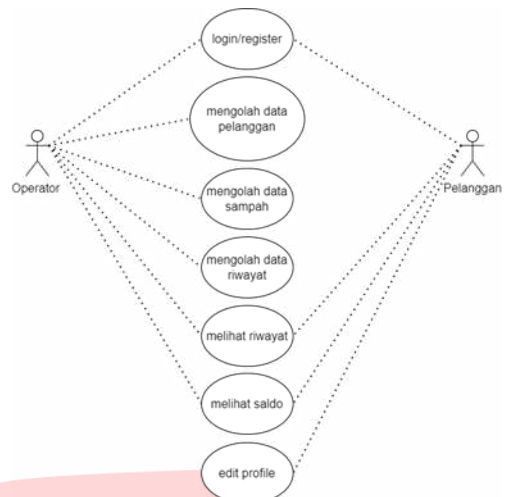 login/register
mengolah data
pelanggan
Operator
Pelanggan
mengolah data
sampah
mengolah data
riwayat
melihat riwayat
melihat saldo
edit profile